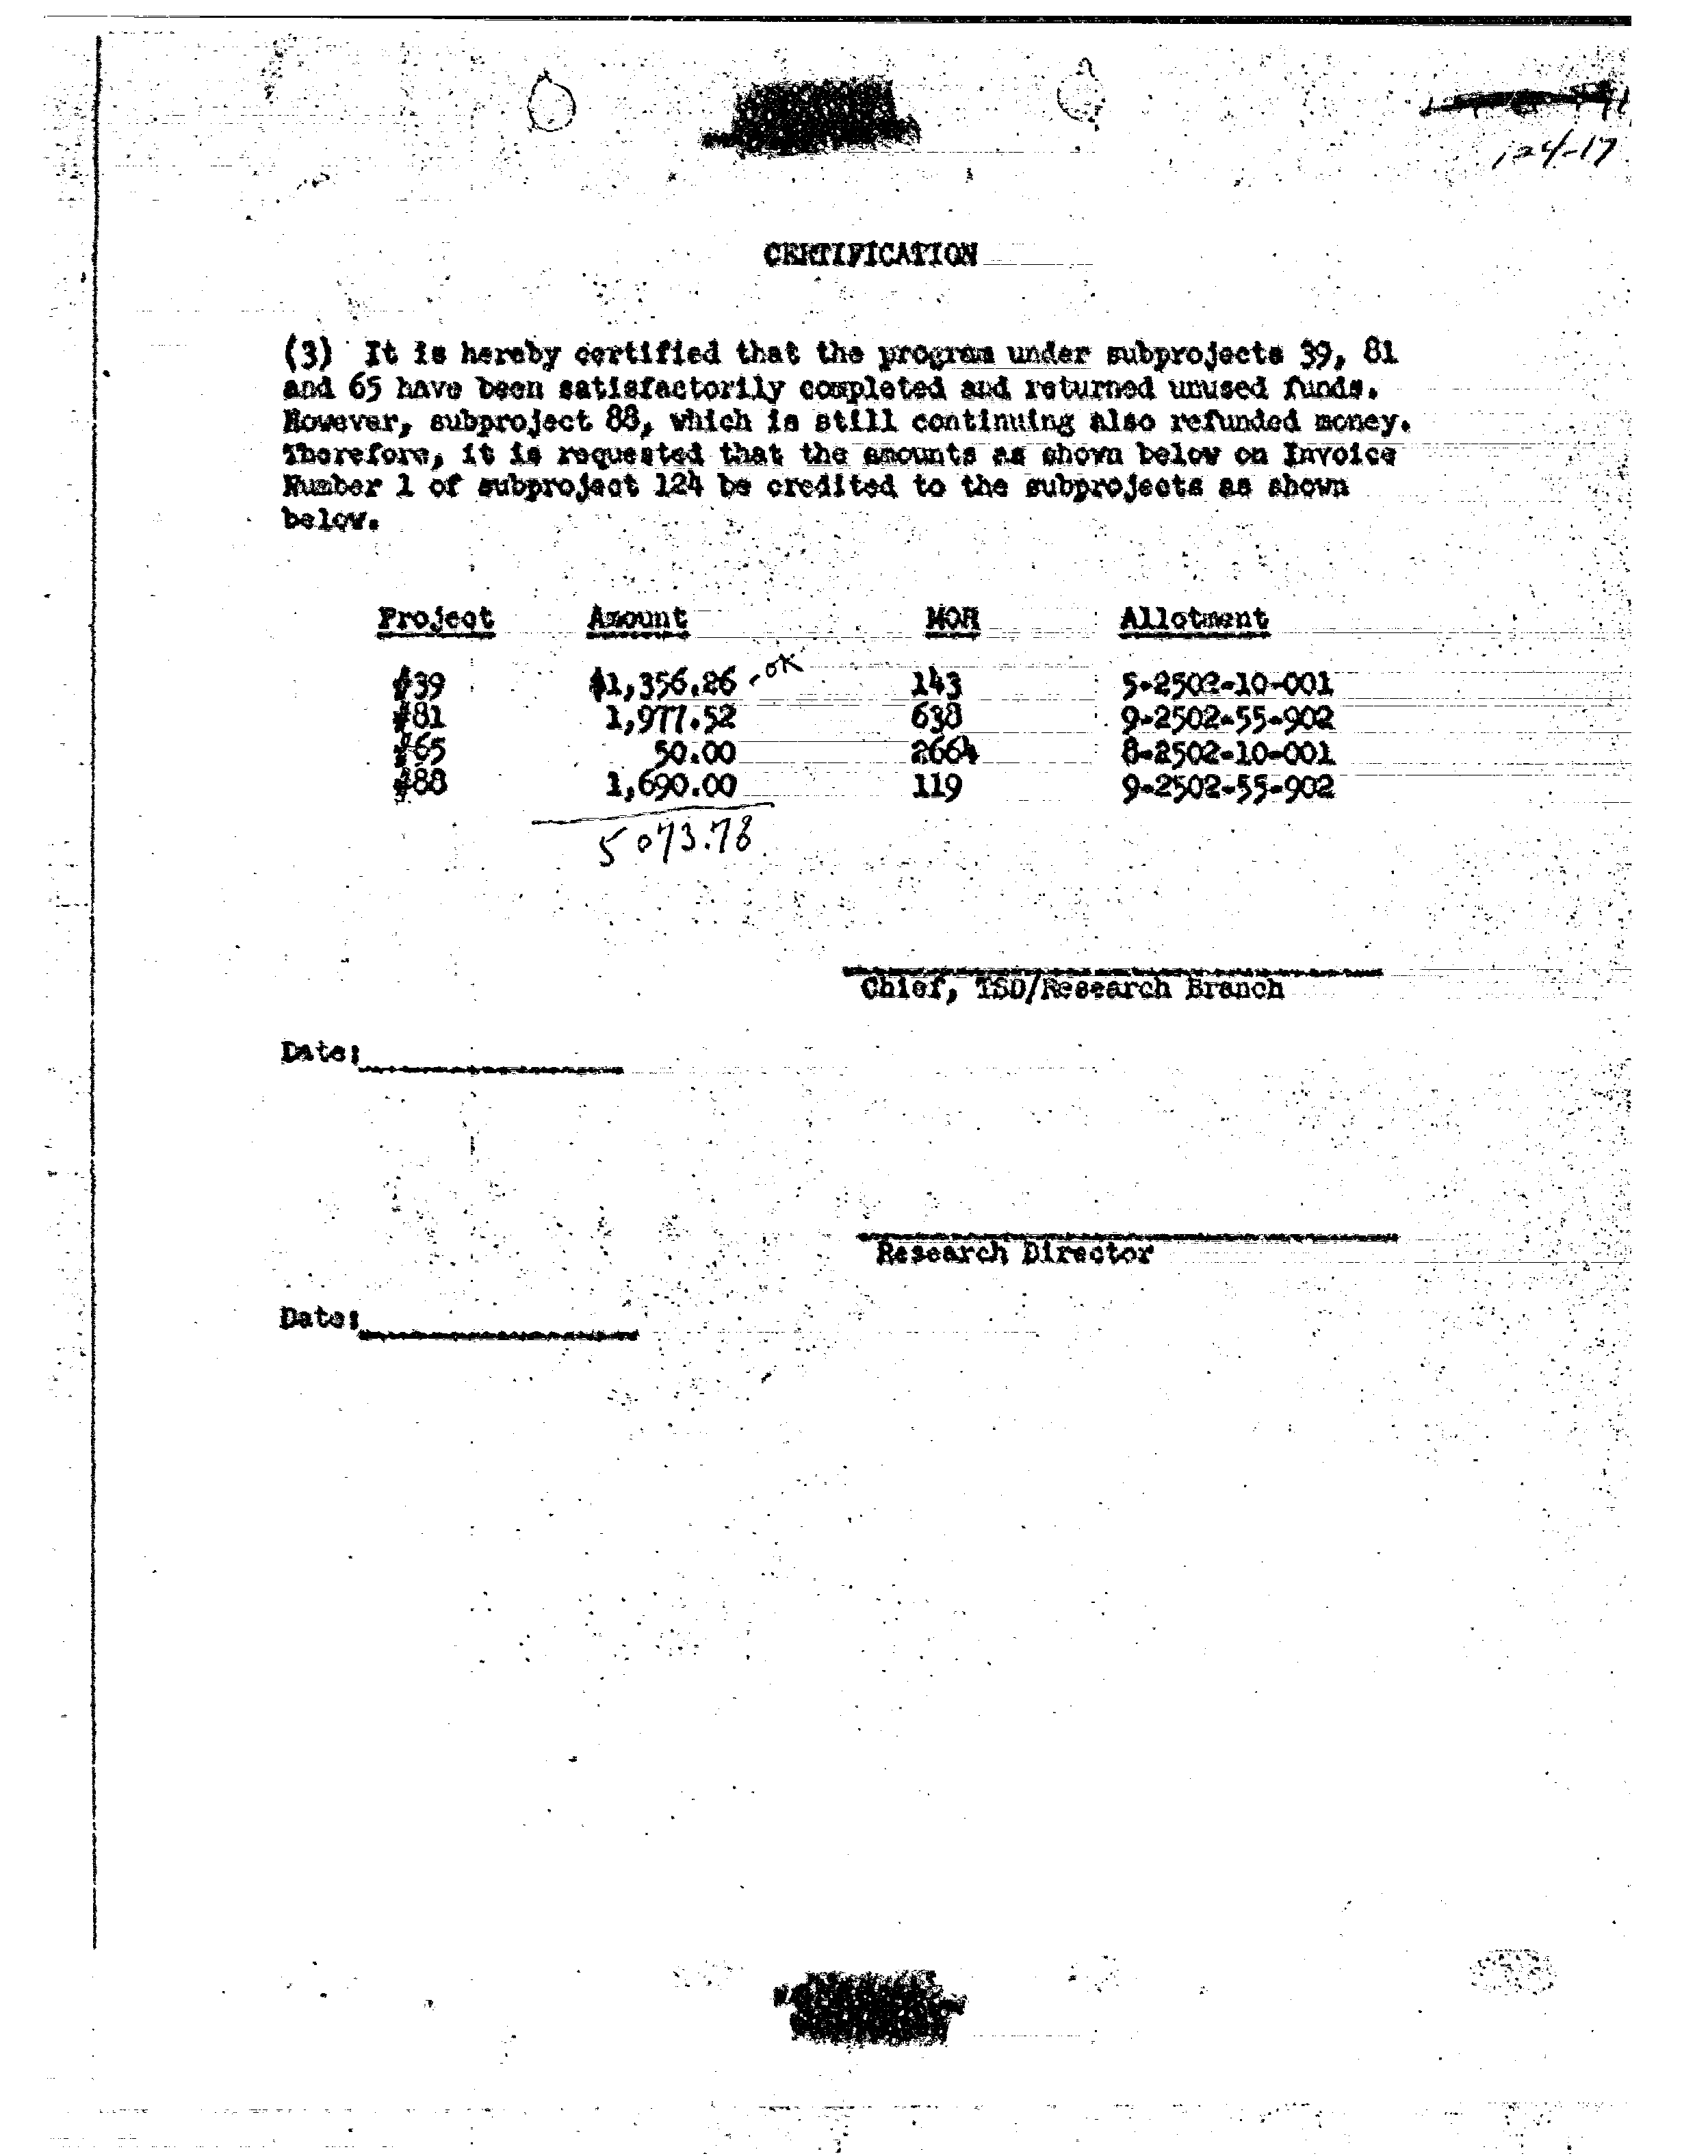 124-17
CERTIFICATION
(3) It is hereby certified that the program under subprojects 39, 81
and 65 have been satisfactorily completed and returned unused funds.
However, subproject 88, which is still continuing also refunded money.
Therefore, it is requested that the amounts as shown below on Invoice
Number 1 of subproject 124 be credited to the subprojects as shown
below.
Project Amount MOR Allotment
#39 $1,356.26 - OK 143 5-2502-10-001
#81 1,977.52 638 9-2502-55-902
#65 50.00 2664 8-2502-10-001
#88 1,690.00 119 9-2502-55-902
5073.78
Chief, TSD/Research Branch
Date:
Research Director
Date: